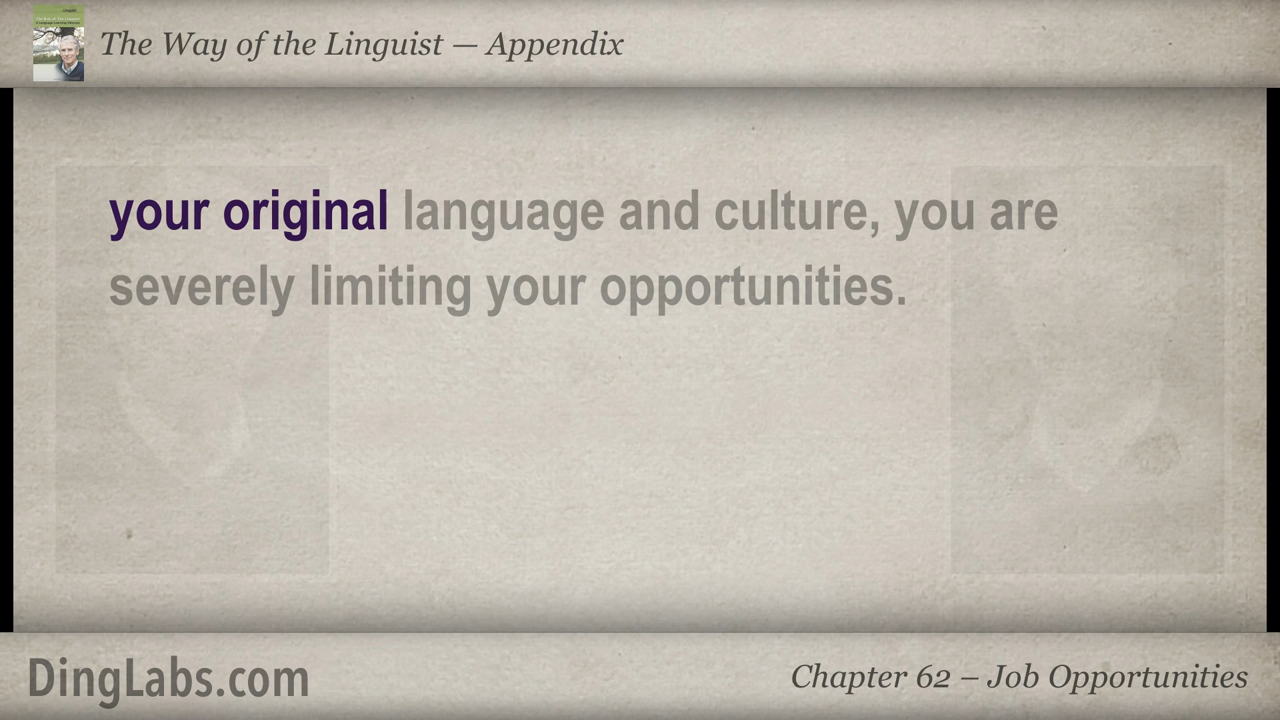 The Way of the Linguist — Appendix
your original language and culture, you are
severely limiting your opportunities.
DingLabs.com
Chapter 62 – Job Opportunities